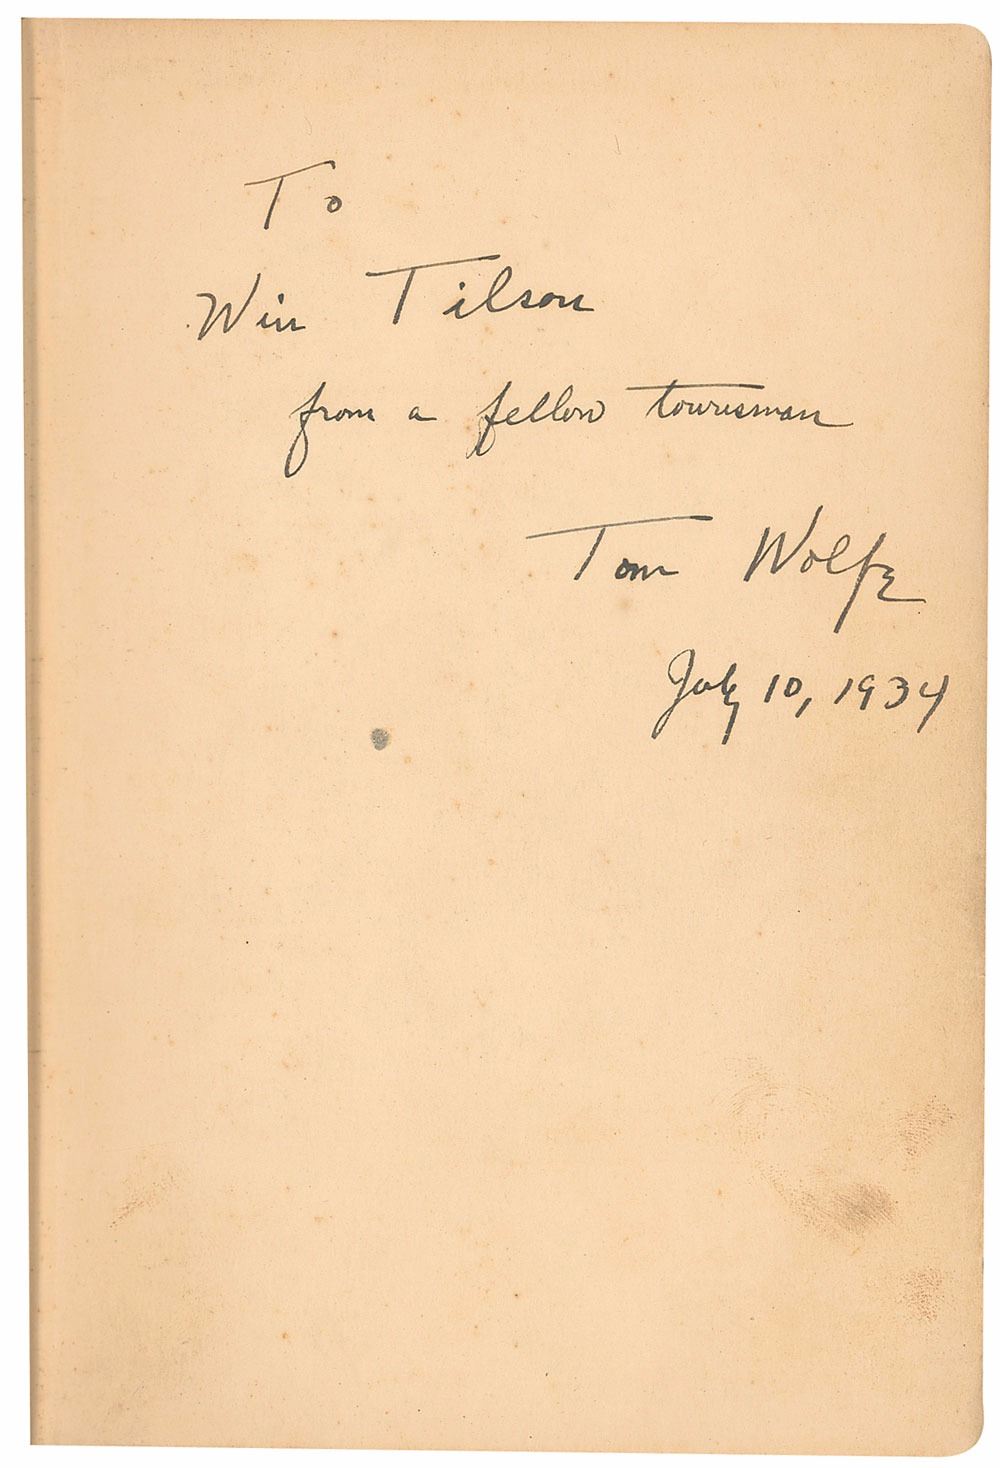 To
Win Tilson
from a fellow townsman
Tom Wolfe
July 10, 1934